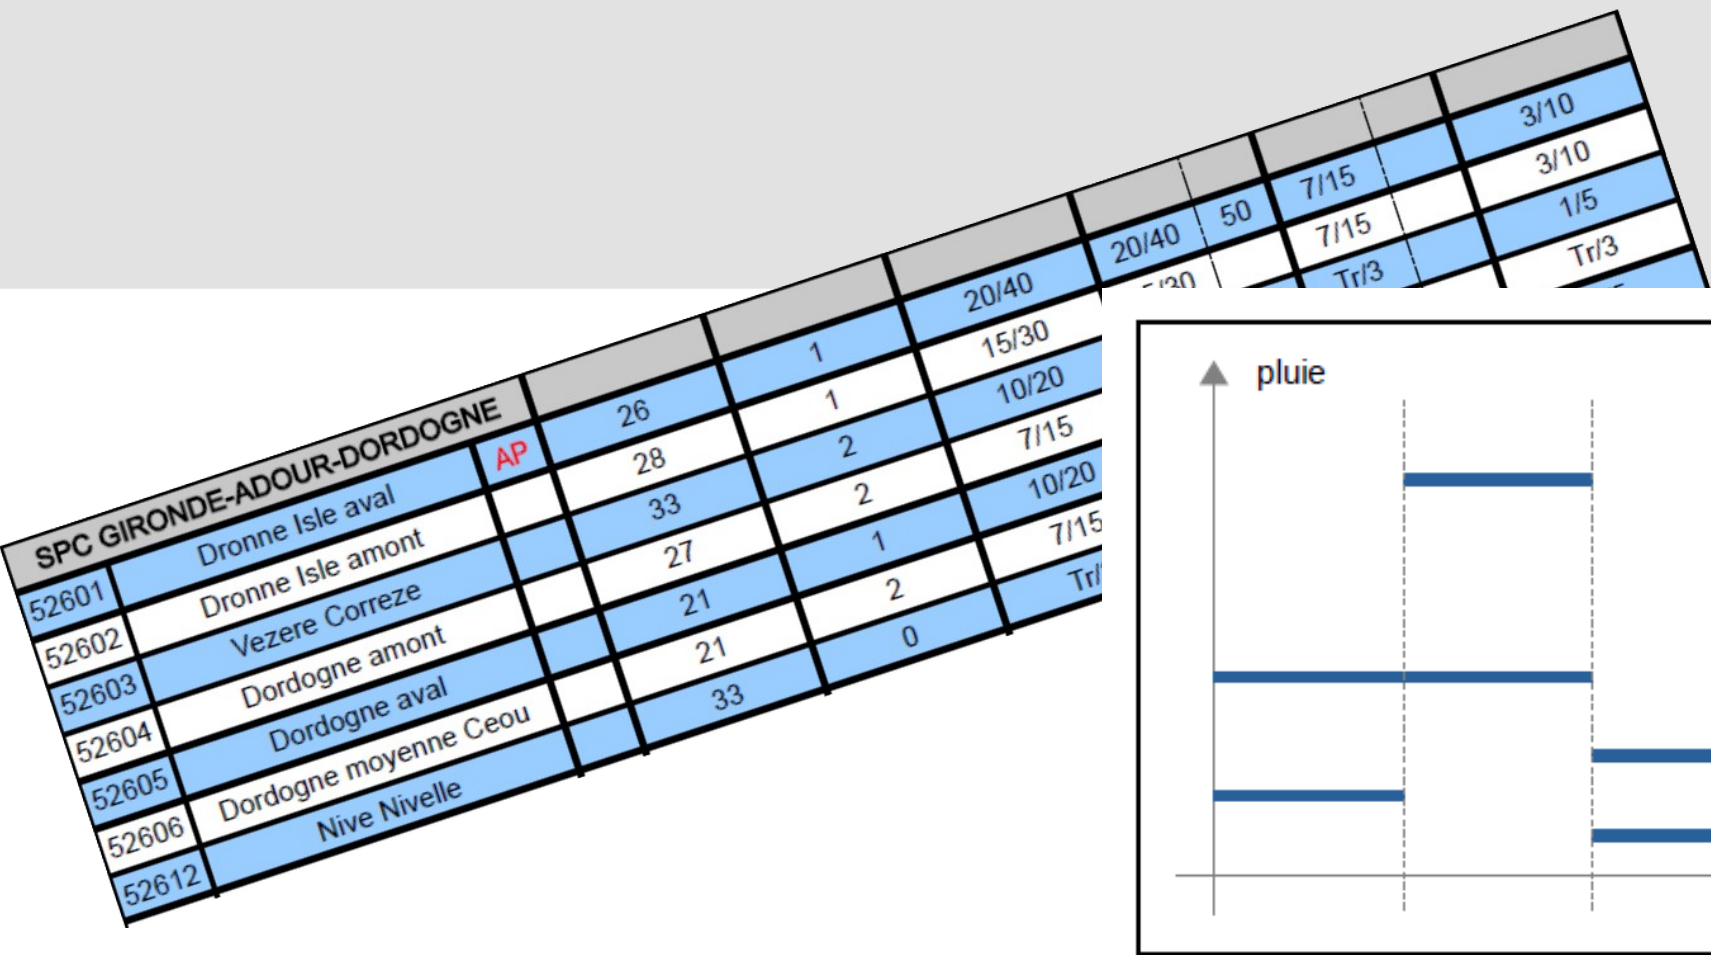 SPC GIRONDE-ADOUR-DORDOGNE
52601 Dronne Isle aval AP 26 1 20/40 20/40 50 7/15 3/10
52602 Dronne Isle amont 28 1 15/30 7/15 3/10
52603 Vezere Correze 33 2 10/20 Tr/3 1/5
52604 Dordogne amont 27 2 7/15 Tr/3
52605 Dordogne aval 21 1 10/20
52606 Dordogne moyenne Ceou 21 2 7/15
52612 Nive Nivelle 33 0 Tr/
pluie